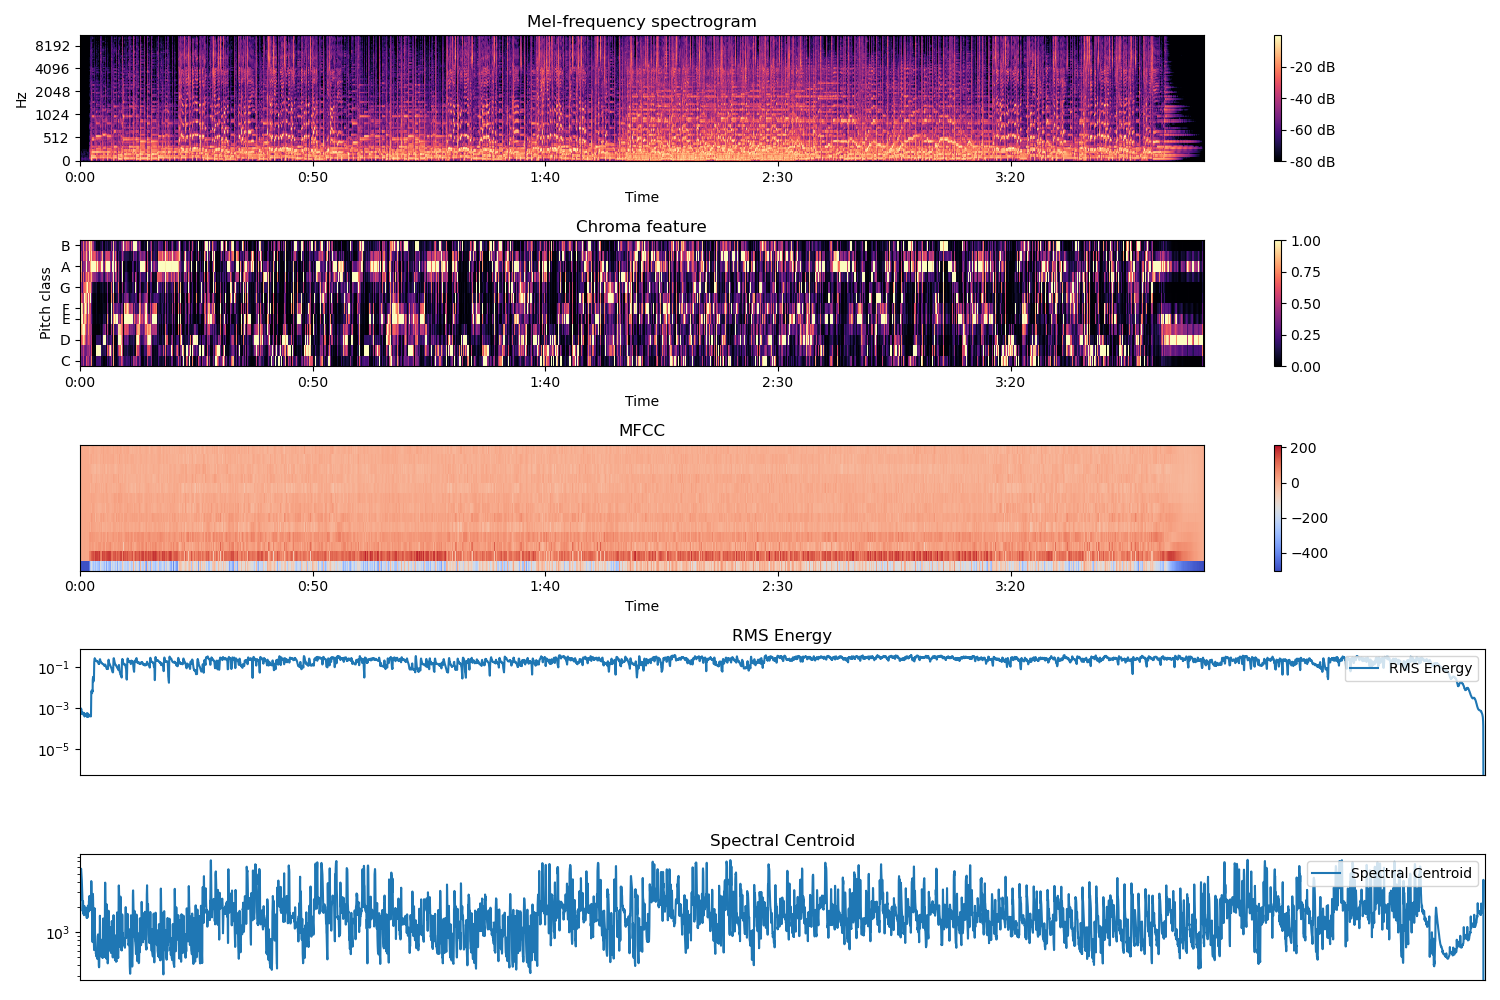 Mel-frequency spectrogram
Hz
8192
4096
2048
1024
512
0
0:00 0:50 1:40 2:30 3:20
Time
-20 dB
-40 dB
-60 dB
-80 dB
Chroma feature
Pitch class
B
A
G
F
E
D
C
0:00 0:50 1:40 2:30 3:20
Time
1.00
0.75
0.50
0.25
0.00
MFCC
0:00 0:50 1:40 2:30 3:20
Time
200
0
−200
−400
RMS Energy
10⁻¹
10⁻³
10⁻⁵
RMS Energy
Spectral Centroid
10³
Spectral Centroid